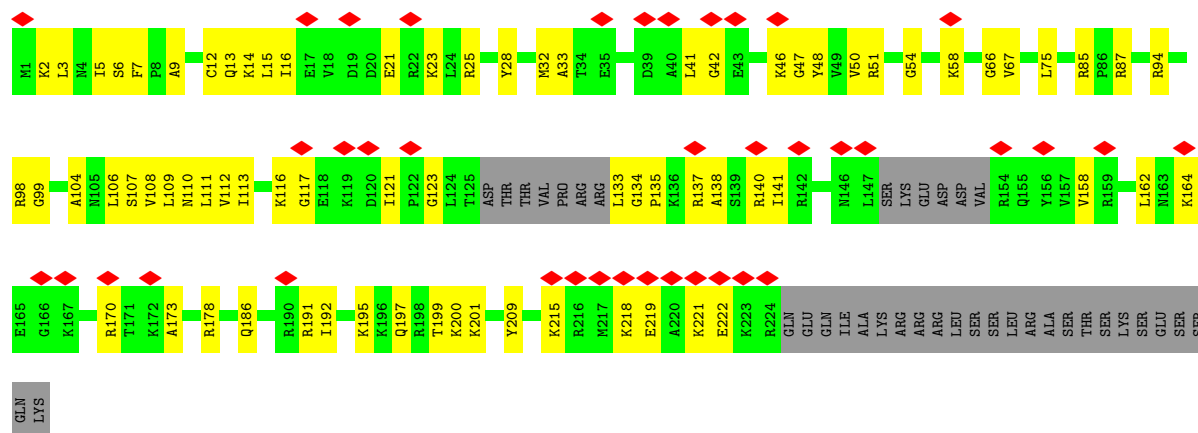 M1 K2 L3 N4 I5 S6 F7 P8 A9 C12 Q13 K14 L15 I16 E17 V18 D19 D20 E21 R22 K23 L24 R25 Y28 M32 A33 T34 E35 D39 A40 L41 G42 E43 K46 G47 Y48 V49 V50 R51 G54 K58 G66 V67 L75 R85 P86 R87 R94
R98 G99 A104 N105 L106 S107 V108 L109 N110 L111 V112 I113 K116 G117 E118 K119 D120 I121 P122 G123 L124 T125 ASP THR THR VAL PRO ARG ARG L133 G134 P135 K136 R137 A138 S139 R140 I141 R142 N146 L147 SER LYS GLU ASP ASP VAL R154 Q155 Y156 V157 V158 R159 L162 N163 K164
E165 G166 K167 R170 T171 K172 A173 R178 Q186 R190 R191 I192 K195 K196 Q197 R198 T199 K200 K201 Y209 K215 R216 M217 K218 E219 A220 K221 E222 K223 R224 GLN GLU GLN ILE ALA LYS ARG ARG ARG LEU SER SER LEU ARG ALA SER THR SER LYS SER GLU SER SER
GLN LYS